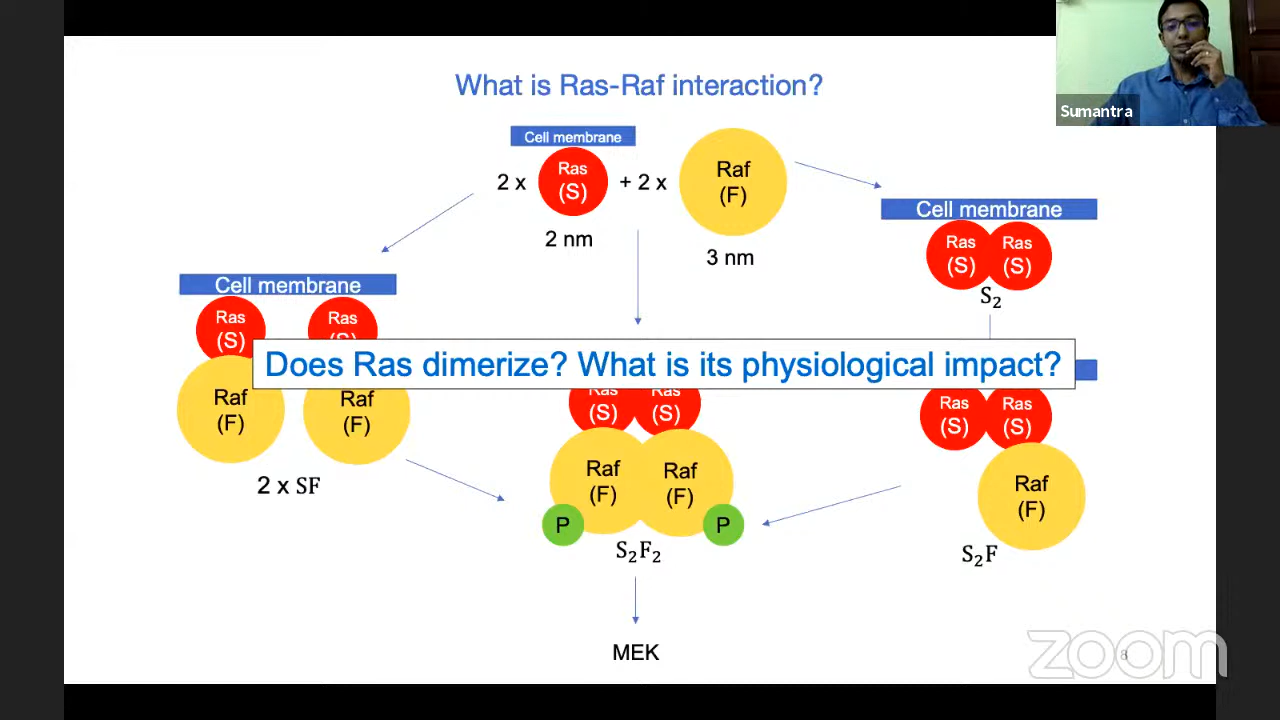 What is Ras-Raf interaction?
Sumantra
Cell membrane
2 x
Ras
(S)
+ 2 x
Raf
(F)
2 nm
3 nm
Cell membrane
Ras
(S)
Ras
(S)
S₂
Cell membrane
Ras
(S)
Ras
(S)
Does Ras dimerize? What is its physiological impact?
Raf
(F)
Raf
(F)
2 x SF
Ras
(S)
Ras
(S)
Raf
(F)
Raf
(F)
P
P
S₂F₂
Ras
(S)
Ras
(S)
Raf
(F)
S₂F
MEK
zoom
8